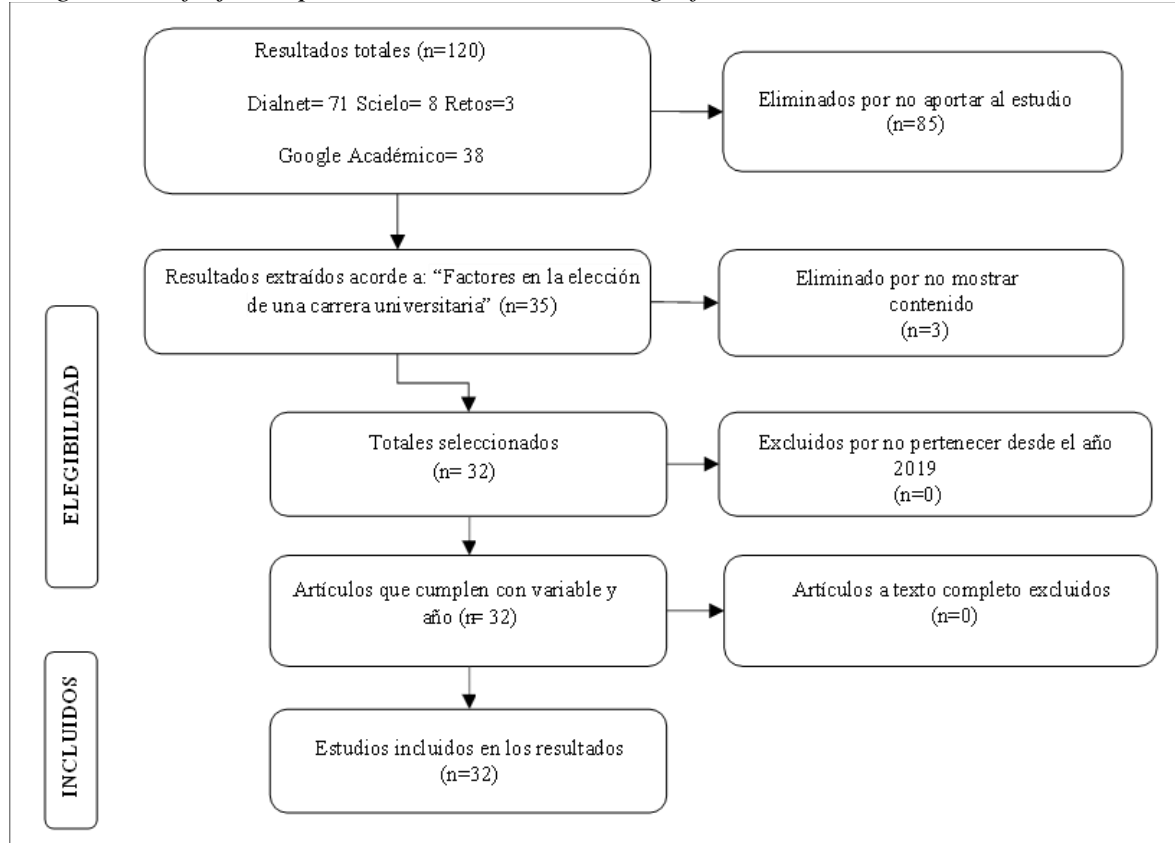 Resultados totales (n=120)
Dialnet= 71 Scielo= 8 Retos=3
Google Académico= 38
Eliminados por no aportar al estudio
(n=85)
Resultados extraídos acorde a: “Factores en la elección
de una carrera universitaria” (n=35)
Eliminado por no mostrar
contenido
(n=3)
ELEGIBILIDAD
Totales seleccionados
(n= 32)
Excluidos por no pertenecer desde el año
2019
(n=0)
Artículos que cumplen con variable y
año (n= 32)
Artículos a texto completo excluidos
(n=0)
INCLUIDOS
Estudios incluidos en los resultados
(n=32)